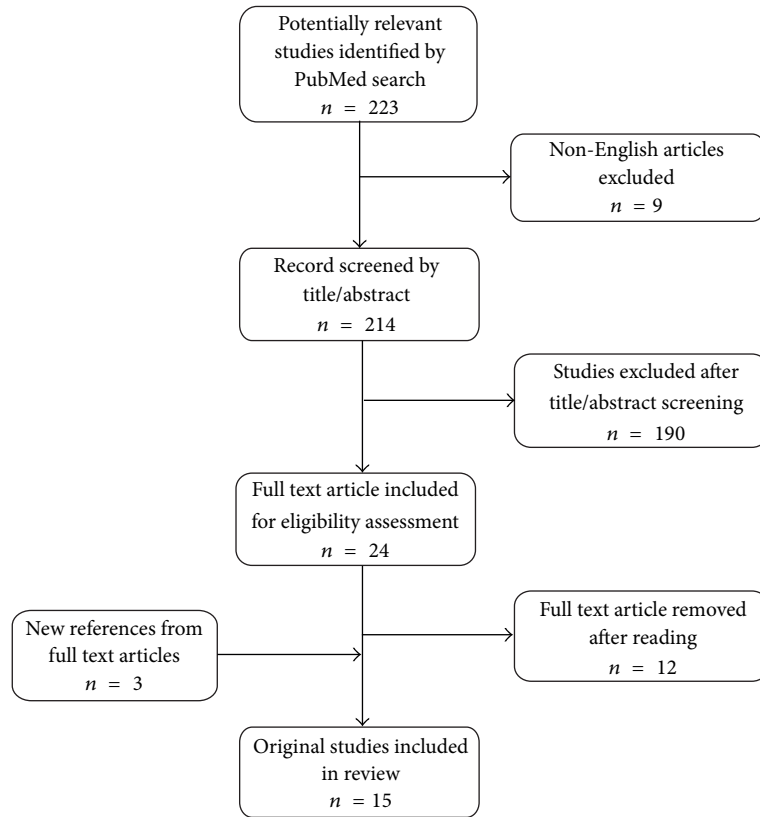 Potentially relevant
studies identified by
PubMed search
n = 223
Non-English articles
excluded
n = 9
Record screened by
title/abstract
n = 214
Studies excluded after
title/abstract screening
n = 190
Full text article included
for eligibility assessment
n = 24
New references from
full text articles
n = 3
Full text article removed
after reading
n = 12
Original studies included
in review
n = 15